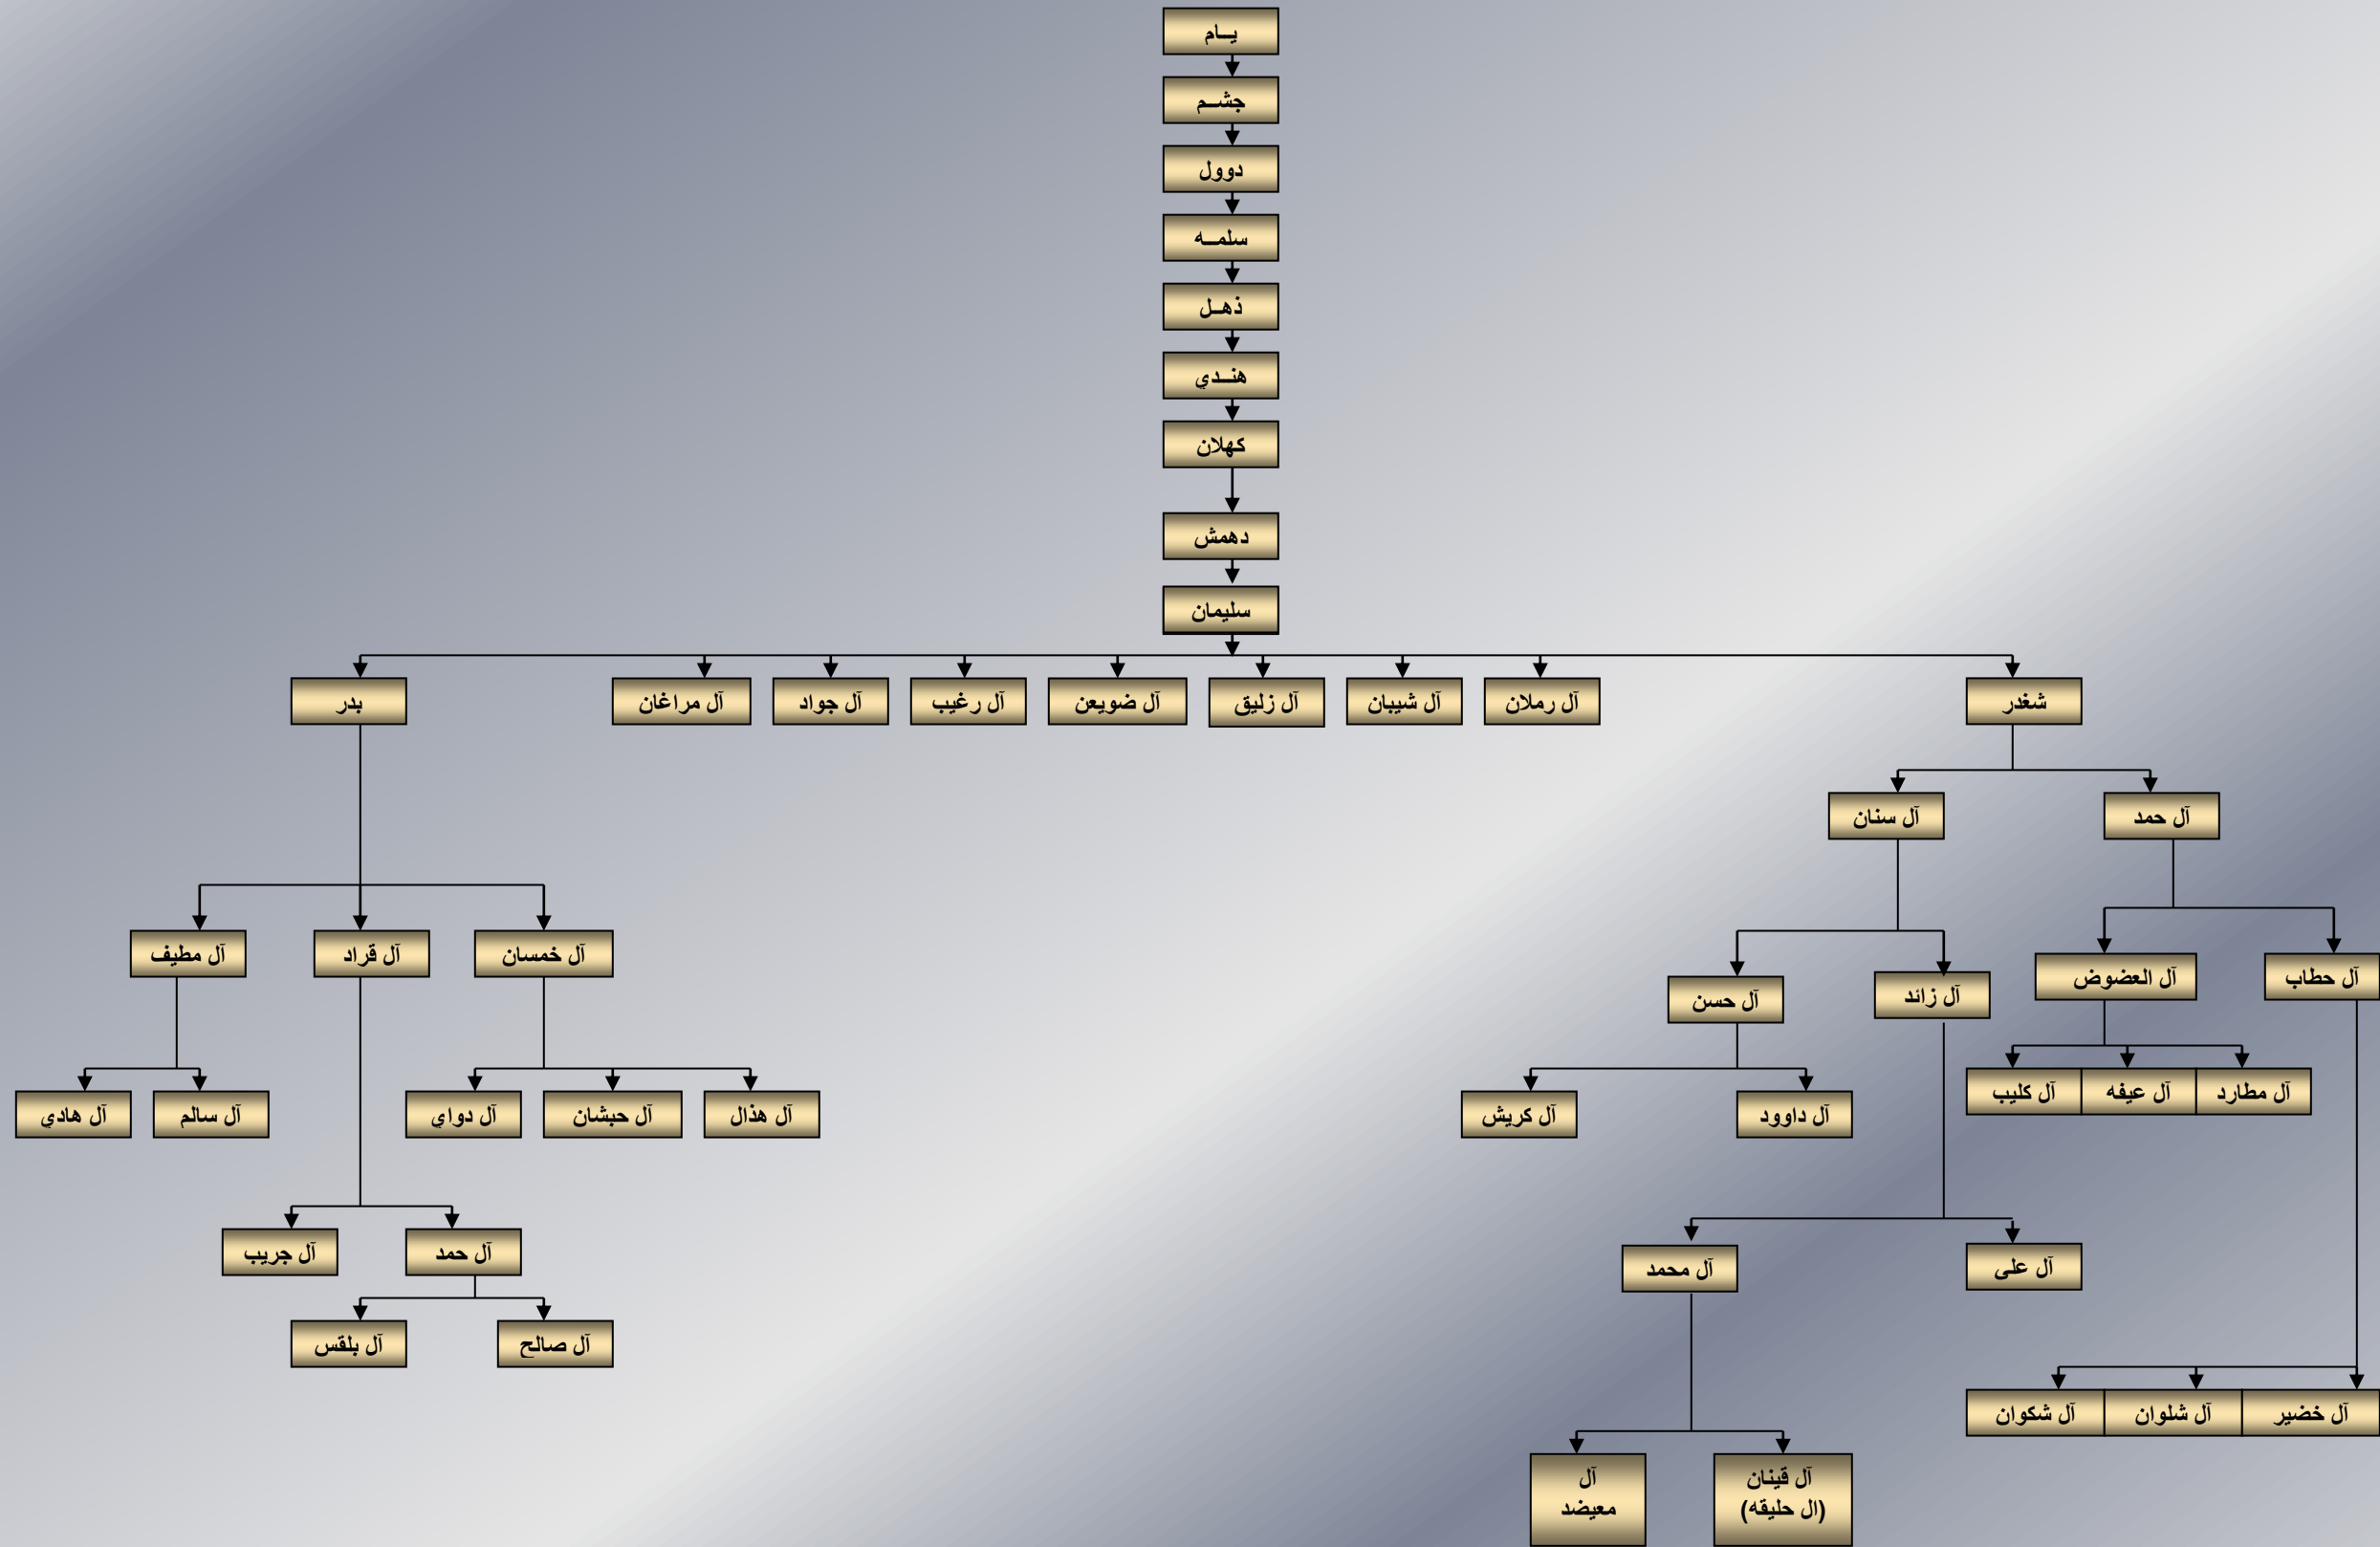 يــام
جشــم
دوول
سلمــه
ذهـل
هنــدي
كهلان
دهمش
سليمان
شغدر
آل رملان
آل شيبان
آل زليق
آل ضويعن
آل رغيب
آل جواد
آل مراغان
بدر
آل حمد
آل سنان
آل حطاب
آل العضوض
آل زائد
آل حسن
آل خمسان
آل قراد
آل مطيف
آل مطارد
آل عيفه
آل كليب
آل داوود
آل كريش
آل هذال
آل حبشان
آل دواي
آل سالم
آل هادي
آل على
آل محمد
آل حمد
آل جريب
آل صالح
آل بلقس
آل خضير
آل شلوان
آل شكوان
آل قينان
(ال حليقه)
آل
معيضد